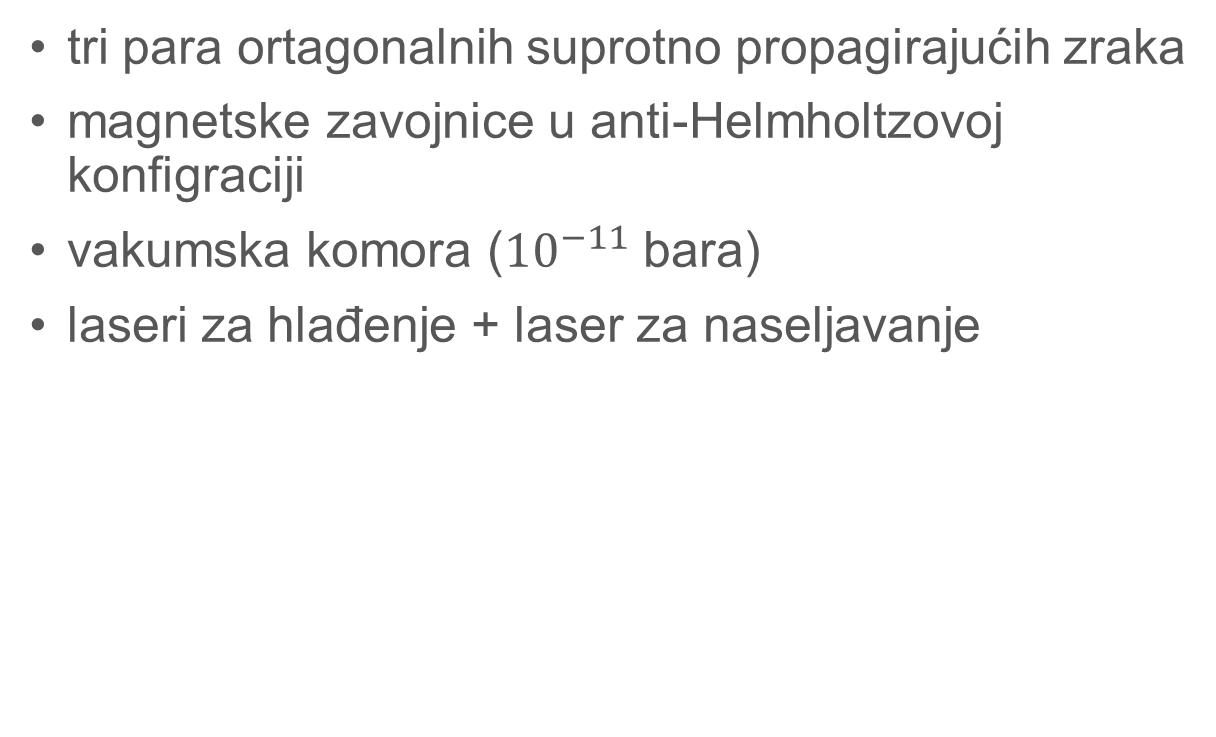 • tri para ortagonalnih suprotno propagirajućih zraka
• magnetske zavojnice u anti-Helmholtzovoj
konfigraciji
• vakumska komora (10⁻¹¹ bara)
• laseri za hlađenje + laser za naseljavanje